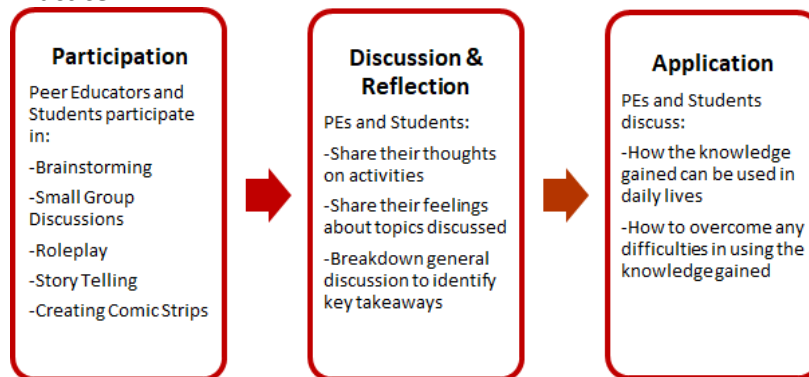 Participation
Peer Educators and
Students participate
in:
-Brainstorming
-Small Group
Discussions
-Roleplay
-Story Telling
-Creating Comic Strips
Discussion &
Reflection
PEs and Students:
-Share their thoughts
on activities
-Share their feelings
about topics discussed
-Breakdown general
discussion to identify
key takeaways
Application
PEs and Students
discuss:
-How the knowledge
gained can be used in
daily lives
-How to overcome any
difficulties in using the
knowledge gained